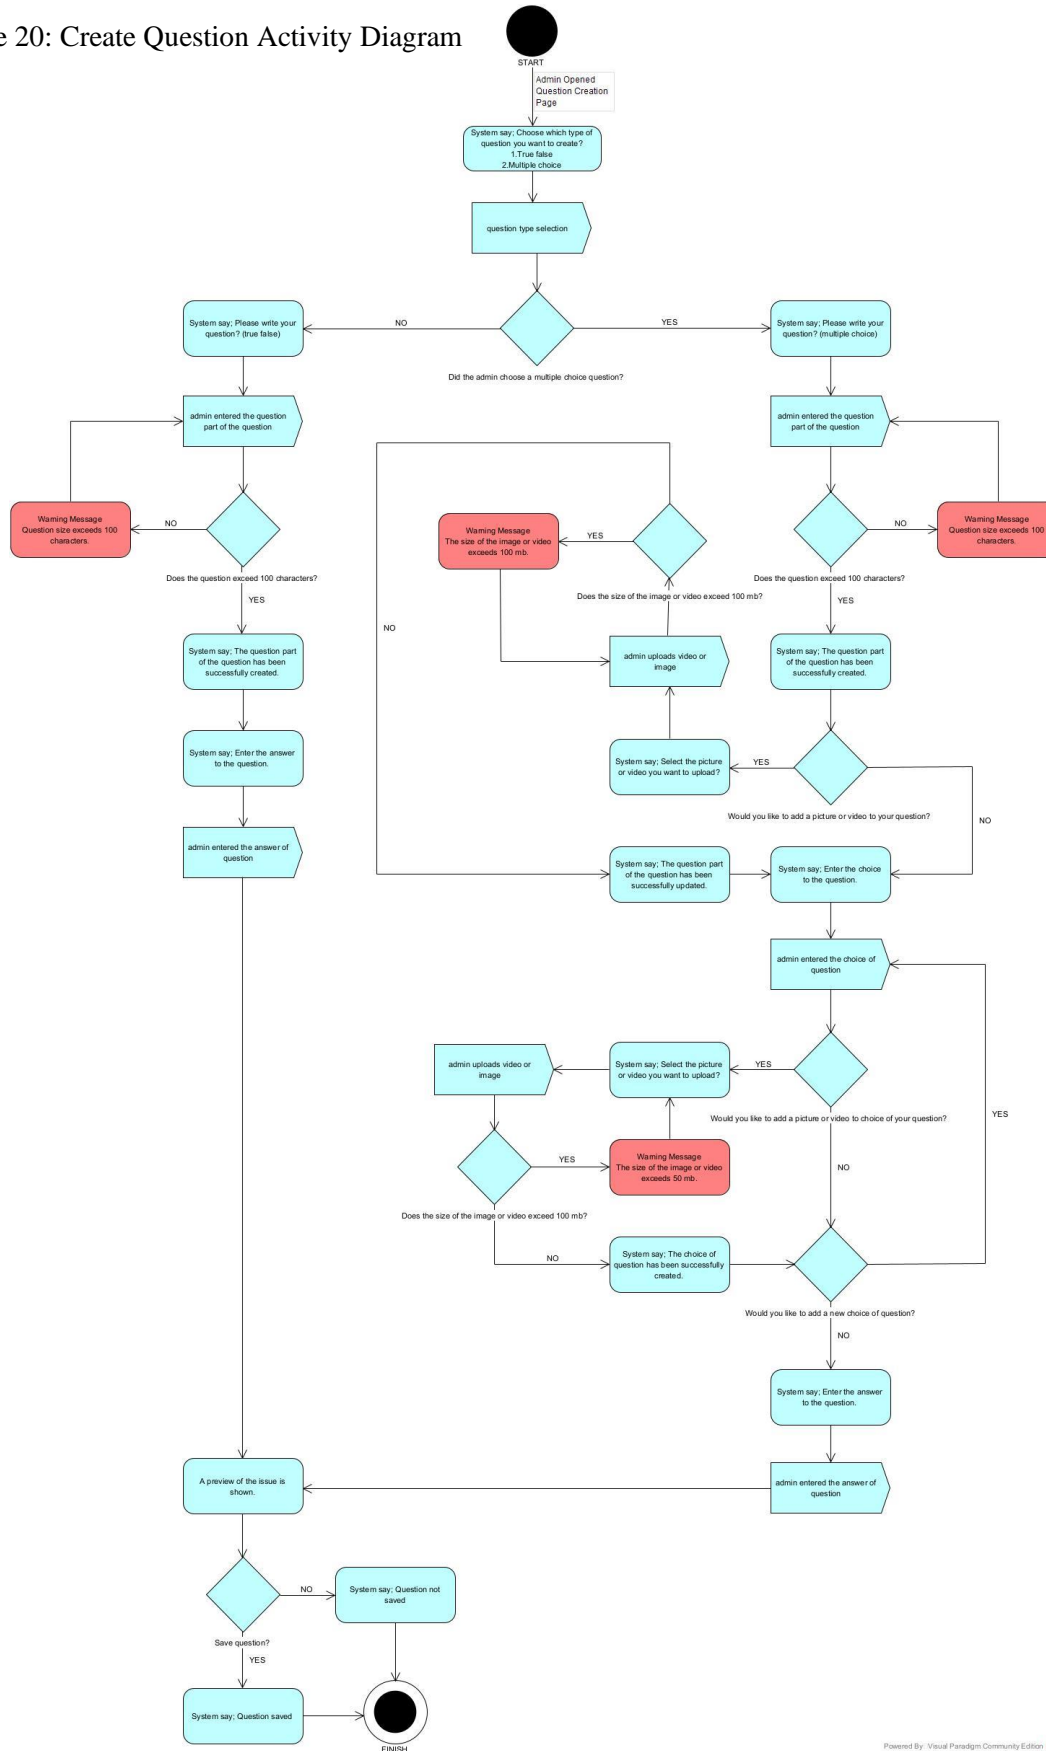 e 20: Create Question Activity Diagram
START
Admin Opened
Question Creation
Page
System say; Choose which type of
question you want to create?
1.True false
2.Multiple choice
question type selection
System say; Please write your
question? (true false)
NO
YES
System say; Please write your
question? (multiple choice)
Did the admin choose a multiple choice question?
admin entered the question
part of the question
admin entered the question
part of the question
Warning Message
Question size exceeds 100
characters.
NO
Warning Message
The size of the image or video
exceeds 100 mb.
YES
NO
Warning Message
Question size exceeds 100
characters.
Does the question exceed 100 characters?
Does the size of the image or video exceed 100 mb?
Does the question exceed 100 characters?
YES
YES
NO
System say; The question part
of the question has been
successfully created.
admin uploads video or
image
System say; The question part
of the question has been
successfully created.
System say; Enter the answer
to the question.
System say; Select the picture
or video you want to upload?
YES
Would you like to add a picture or video to your question?
NO
admin entered the answer of
question
System say; The question part
of the question has been
successfully updated.
System say; Enter the choice
to the question.
admin entered the choice of
question
admin uploads video or
image
System say; Select the picture
or video you want to upload?
YES
Would you like to add a picture or video to choice of your question?
YES
Warning Message
The size of the image or video
exceeds 50 mb.
YES
NO
Does the size of the image or video exceed 100 mb?
NO
System say; The choice of
question has been successfully
created.
Would you like to add a new choice of question?
NO
System say; Enter the answer
to the question.
A preview of the issue is
shown.
admin entered the answer of
question
NO
System say; Question not
saved
Save question?
YES
System say; Question saved
FINISH
Powered By: Visual Paradigm Community Edition